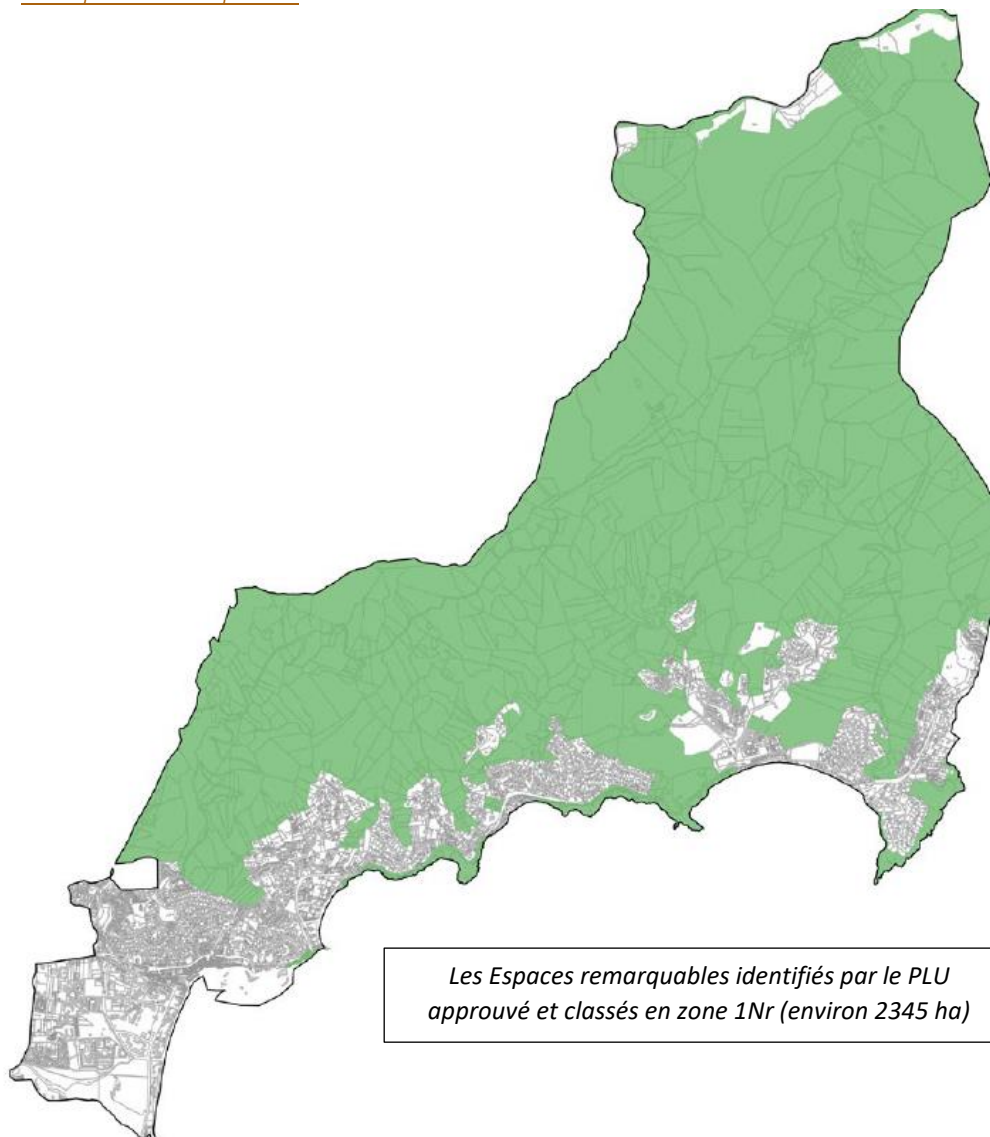 Les Espaces remarquables identifiés par le PLU
approuvé et classés en zone 1Nr (environ 2345 ha)